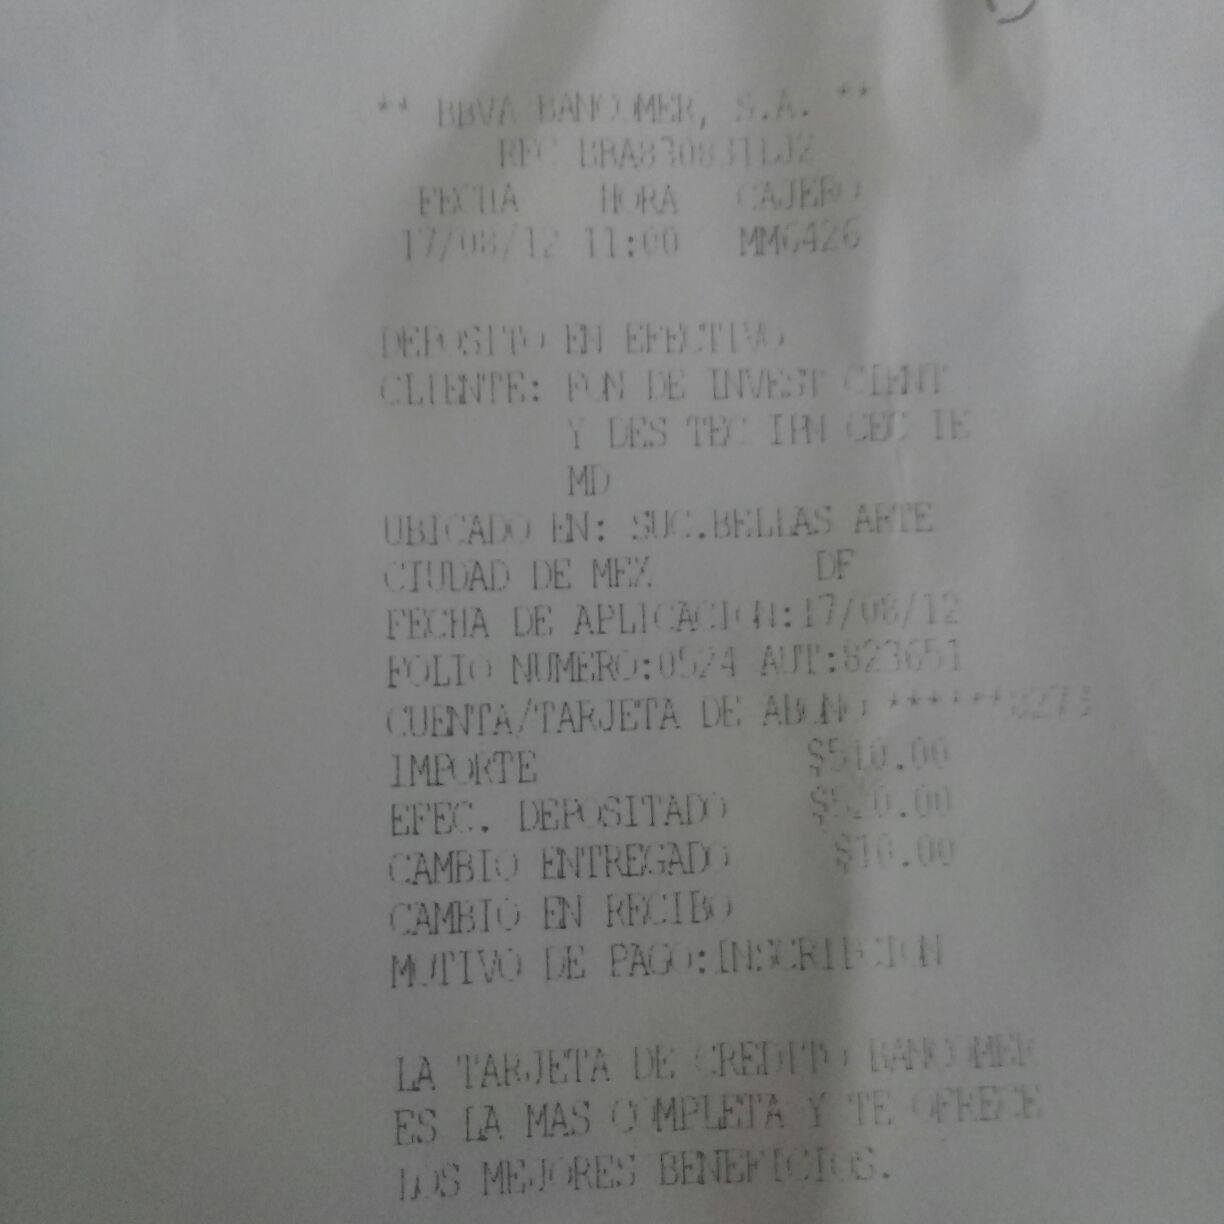 ** BBVA BANCOMER, S.A. **
RFC BBA830831LJ2
FECHA HORA CAJERO
17/08/12 11:00 MM6426
DEPOSITO EN EFECTIVO
CLIENTE: FON DE INVEST CIENT
Y DES TEC IPN CEC IE
MD
UBICADO EN: SUC.BELLAS ARTE
CIUDAD DE MEX DF
FECHA DE APLICACION:17/08/12
FOLIO NUMERO:0524 AUT:823651
CUENTA/TARJETA DE ABONO
IMPORTE $510.00
EFEC. DEPOSITADO $520.00
CAMBIO ENTREGADO $10.00
CAMBIO EN RECIBO
MOTIVO DE PAGO:INSCRIPCION
LA TARJETA DE CREDITO BANCOMER
ES LA MAS COMPLETA Y TE OFRECE
LOS MEJORES BENEFICIOS.